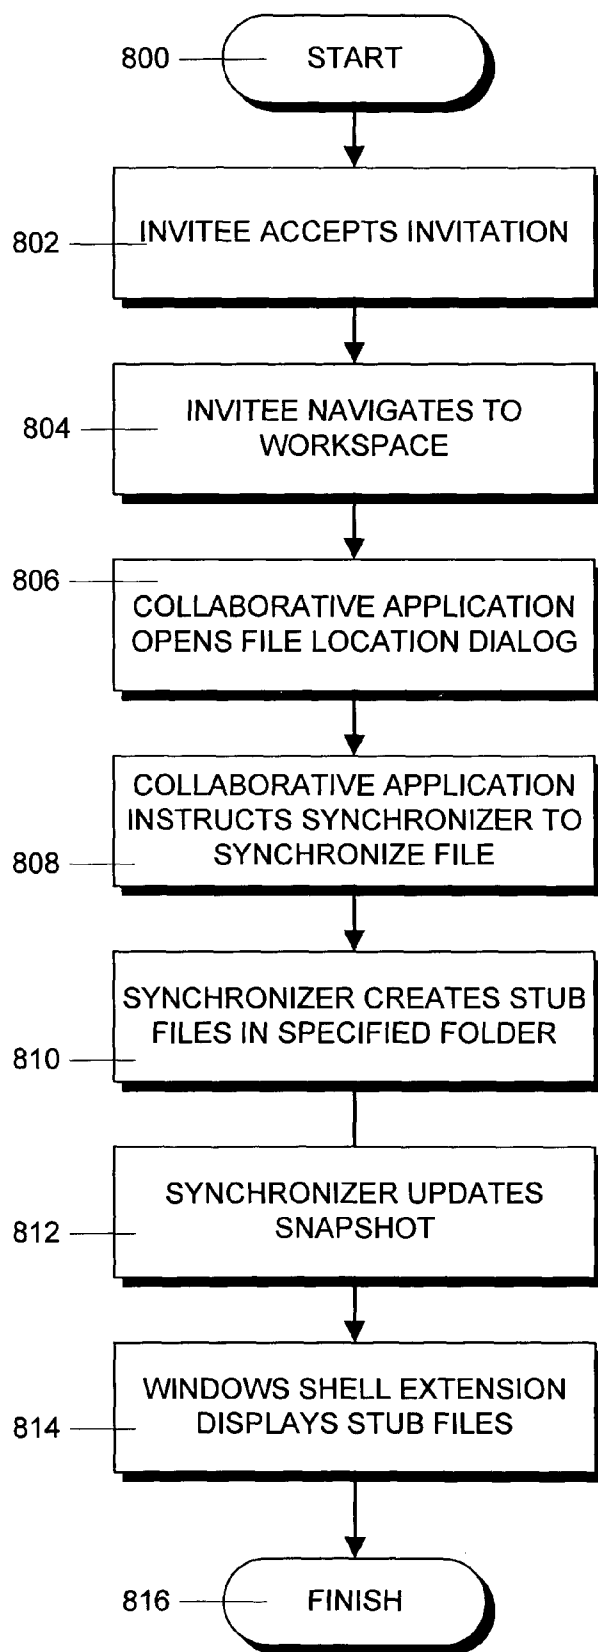 800
START
802
INVITEE ACCEPTS INVITATION
804
INVITEE NAVIGATES TO
WORKSPACE
806
COLLABORATIVE APPLICATION
OPENS FILE LOCATION DIALOG
808
COLLABORATIVE APPLICATION
INSTRUCTS SYNCHRONIZER TO
SYNCHRONIZE FILE
810
SYNCHRONIZER CREATES STUB
FILES IN SPECIFIED FOLDER
812
SYNCHRONIZER UPDATES
SNAPSHOT
814
WINDOWS SHELL EXTENSION
DISPLAYS STUB FILES
816
FINISH